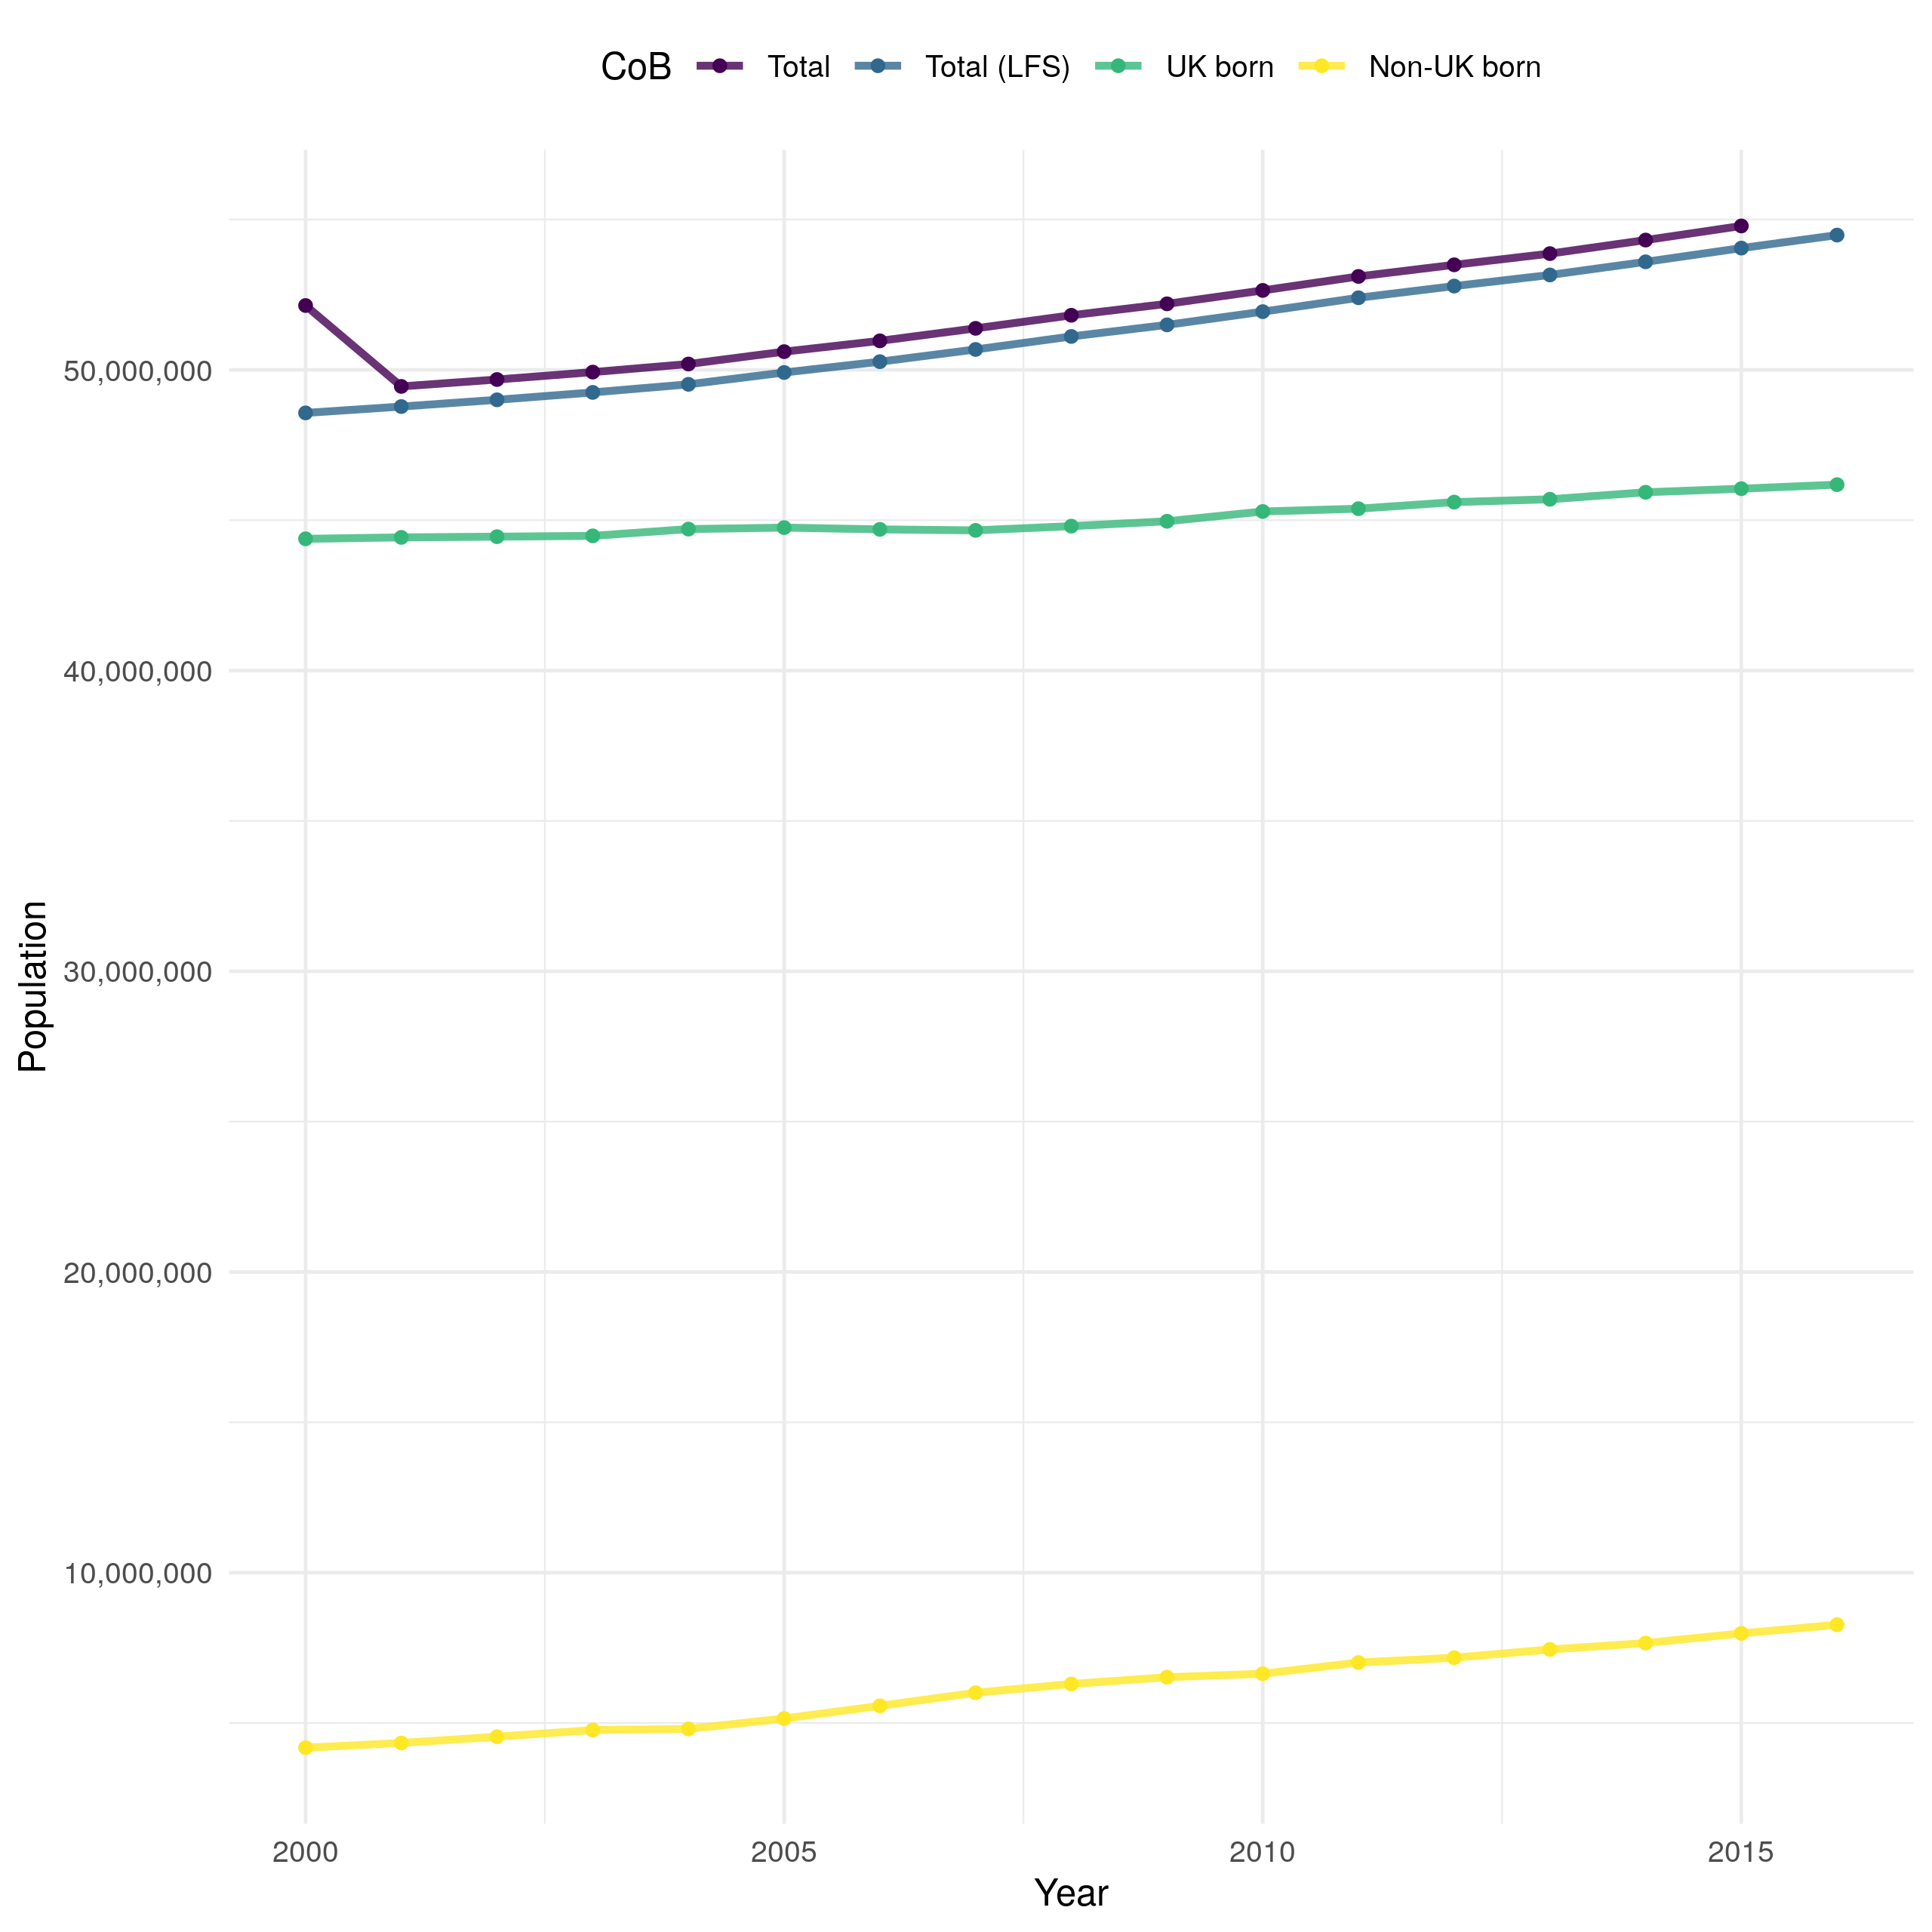 CoB Total Total (LFS) UK born Non-UK born
Population
50,000,000
40,000,000
30,000,000
20,000,000
10,000,000
2000 2005 2010 2015
Year